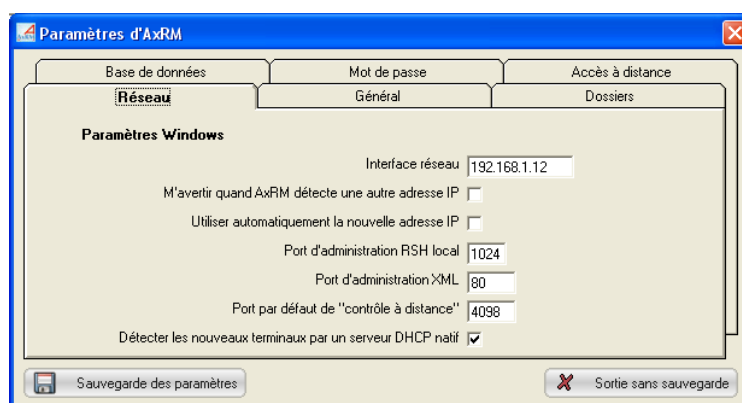 Paramètres d'AxRM
Base de données Mot de passe Accès à distance
Réseau Général Dossiers
Paramètres Windows
Interface réseau 192.168.1.12
M'avertir quand AxRM détecte une autre adresse IP
Utiliser automatiquement la nouvelle adresse IP
Port d'administration RSH local 1024
Port d'administration XML 80
Port par défaut de "contrôle à distance" 4098
Détecter les nouveaux terminaux par un serveur DHCP natif
Sauvegarde des paramètres Sortie sans sauvegarde